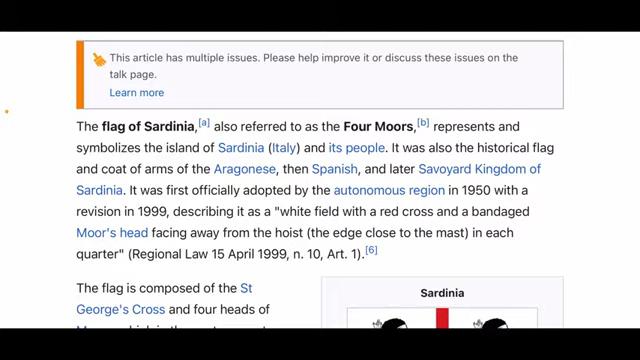 This article has multiple issues. Please help improve it or discuss these issues on the
talk page.
Learn more
The flag of Sardinia,[a] also referred to as the Four Moors,[b] represents and
symbolizes the island of Sardinia (Italy) and its people. It was also the historical flag
and coat of arms of the Aragonese, then Spanish, and later Savoyard Kingdom of
Sardinia. It was first officially adopted by the autonomous region in 1950 with a
revision in 1999, describing it as a "white field with a red cross and a bandaged
Moor's head facing away from the hoist (the edge close to the mast) in each
quarter" (Regional Law 15 April 1999, n. 10, Art. 1).[6]
The flag is composed of the St
George's Cross and four heads of
Sardinia